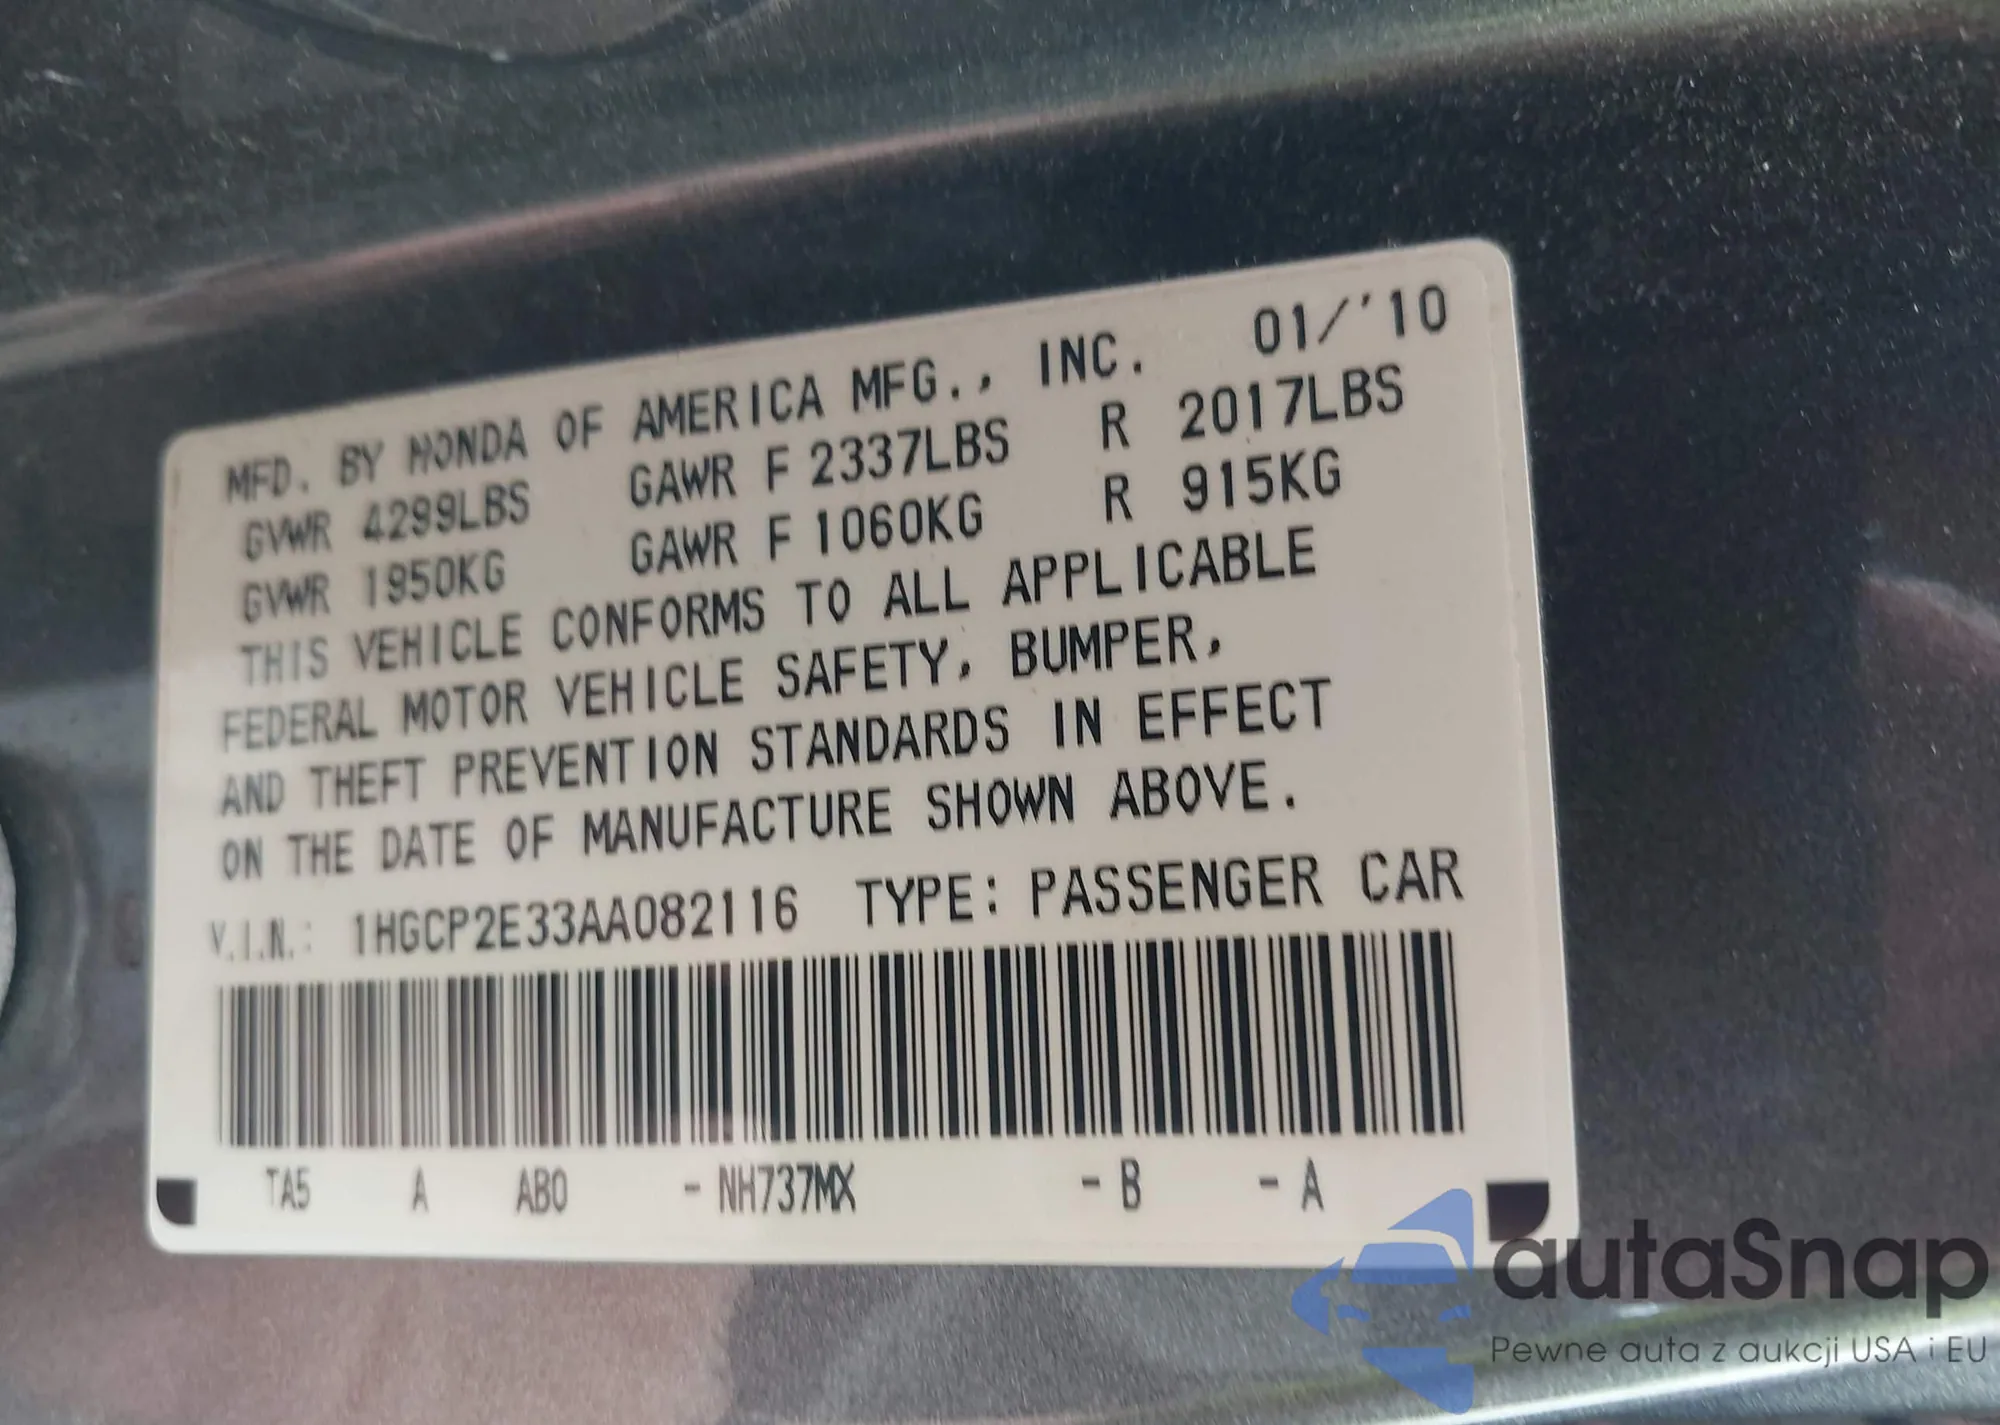 MFD. BY HONDA OF AMERICA MFG., INC. 01/'10
GVWR 4299LBS GAWR F 2337LBS R 2017LBS
GVWR 1950KG GAWR F 1060KG R 915KG
THIS VEHICLE CONFORMS TO ALL APPLICABLE
FEDERAL MOTOR VEHICLE SAFETY, BUMPER,
AND THEFT PREVENTION STANDARDS IN EFFECT
ON THE DATE OF MANUFACTURE SHOWN ABOVE.
V.I.N.: 1HGCP2E33AA082116 TYPE: PASSENGER CAR
TA5 A AB0 -NH737MX -B -A
autaSnap
Pewne auta z aukcji USA i EU